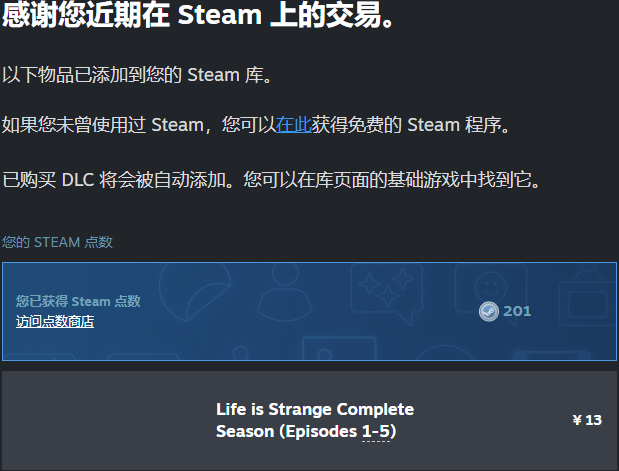 感谢您近期在 Steam 上的交易。
以下物品已添加到您的 Steam 库。
如果您未曾使用过 Steam，您可以在此获得免费的 Steam 程序。
已购买 DLC 将会被自动添加。您可以在库页面的基础游戏中找到它。
您的 STEAM 点数
您已获得 Steam 点数
访问点数商店
201
Life is Strange Complete
Season (Episodes 1-5)
¥ 13